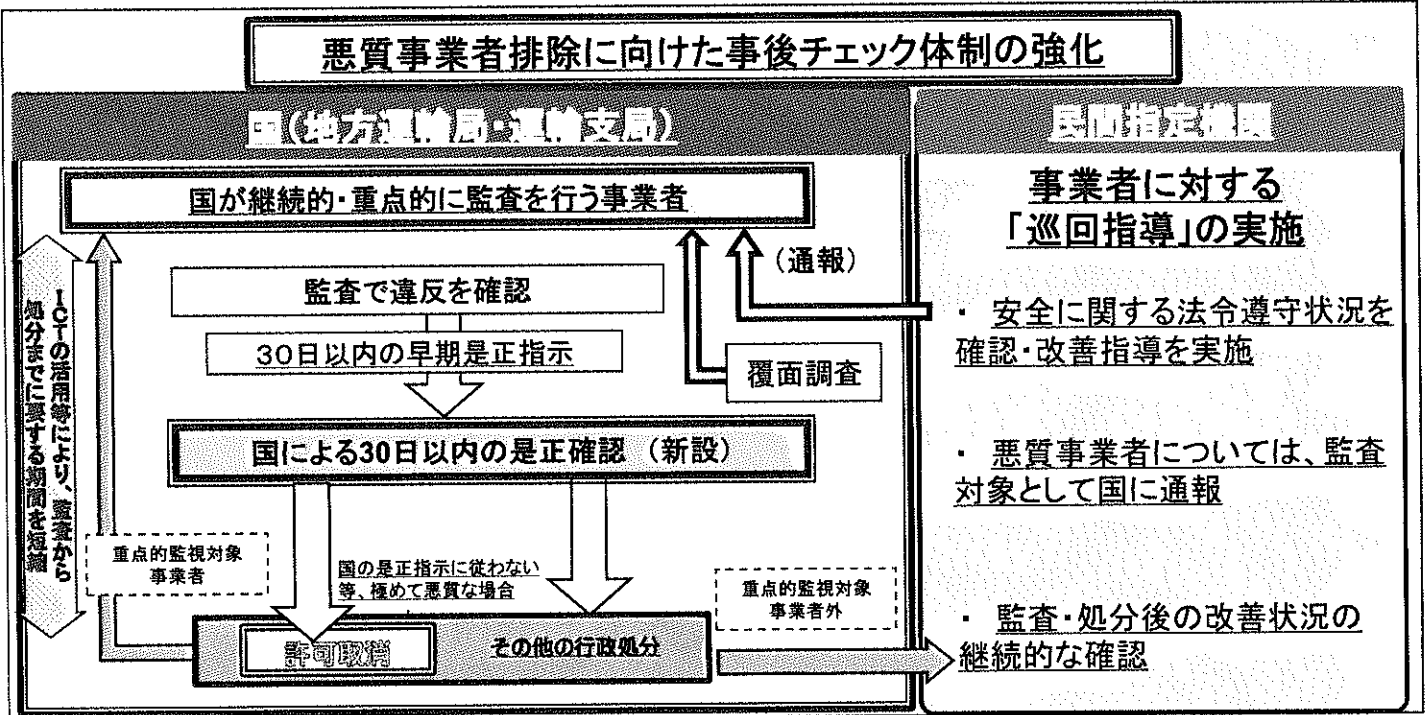 悪質事業者排除に向けた事後チェック体制の強化
国(地方運輸局・運輸支局)
国が継続的・重点的に監査を行う事業者
監査で違反を確認
30日以内の早期是正指示
(通報)
覆面調査
国による30日以内の是正確認 (新設)
ICTの活用等により、監査から
処分までに要する期間を短縮
重点的監視対象
事業者
国の是正指示に従わない
等、極めて悪質な場合
重点的監視対象
事業者外
許可取消
その他の行政処分
民間指定機関
事業者に対する
「巡回指導」の実施
・ 安全に関する法令遵守状況を
確認・改善指導を実施
・ 悪質事業者については、監査
対象として国に通報
・ 監査・処分後の改善状況の
継続的な確認